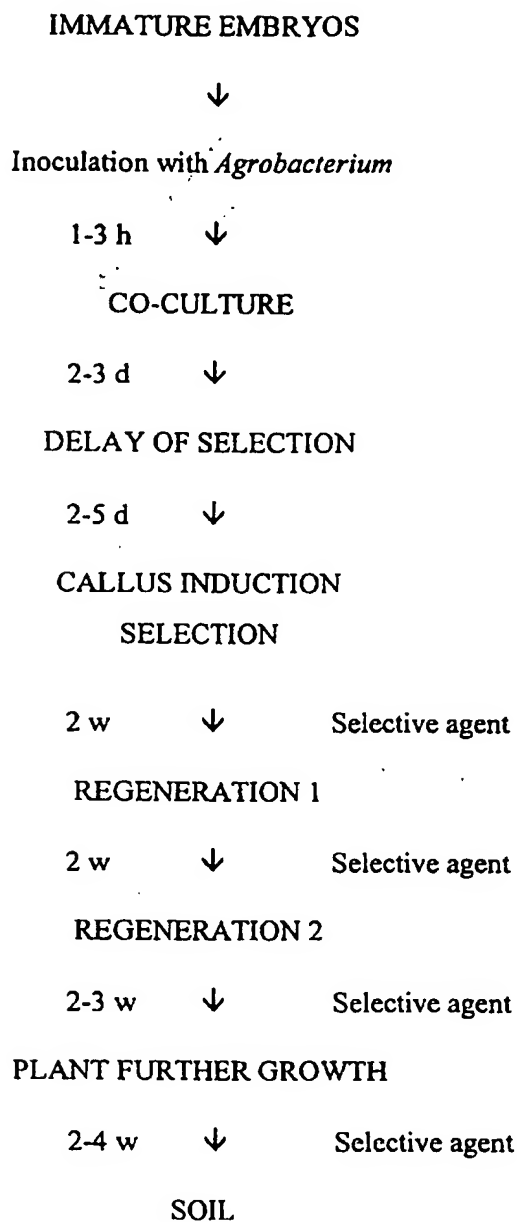 IMMATURE EMBRYOS
↓
Inoculation with Agrobacterium
1-3 h ↓
CO-CULTURE
2-3 d ↓
DELAY OF SELECTION
2-5 d ↓
CALLUS INDUCTION
SELECTION
2 w ↓ Selective agent
REGENERATION 1
2 w ↓ Selective agent
REGENERATION 2
2-3 w ↓ Selective agent
PLANT FURTHER GROWTH
2-4 w ↓ Selective agent
SOIL